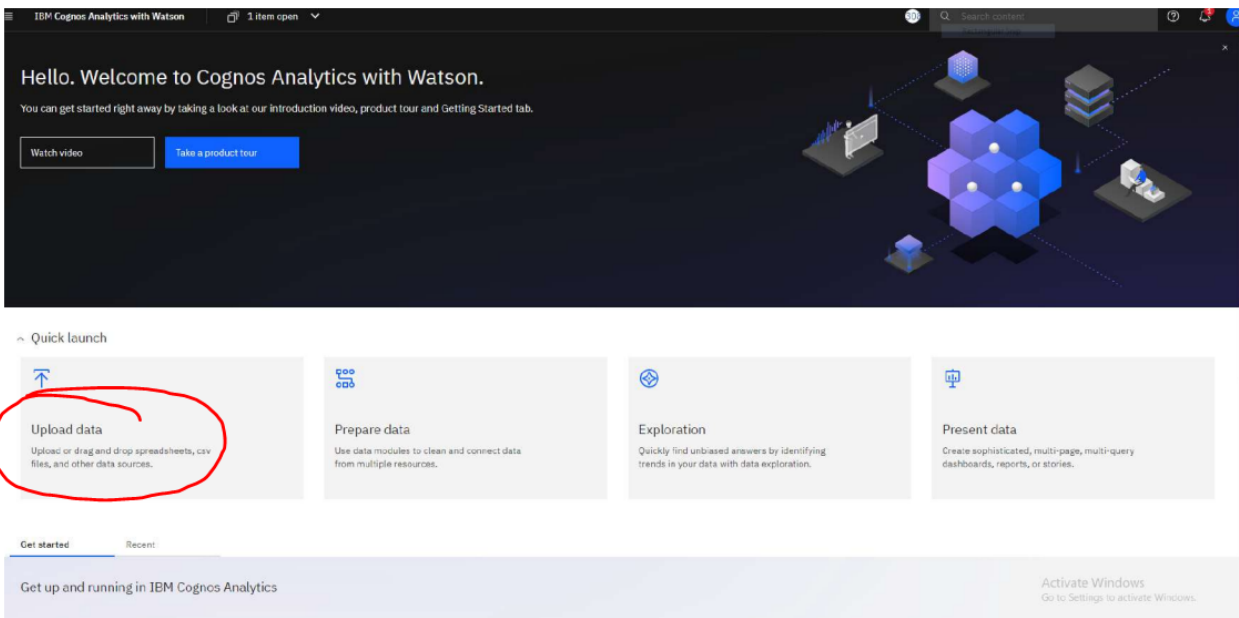 IBM Cognos Analytics with Watson
1 item open
Search content
Hello. Welcome to Cognos Analytics with Watson.
You can get started right away by taking a look at our introduction video, product tour and Getting Started tab.
Watch video
Take a product tour
Quick launch
Upload data
Upload or drag and drop spreadsheets, csv
files, and other data sources.
Prepare data
Use data modules to clean and connect data
from multiple resources.
Exploration
Quickly find unbiased answers by identifying
trends in your data with data exploration.
Present data
Create sophisticated, multi-page, multi-query
dashboards, reports, or stories.
Get started
Recent
Get up and running in IBM Cognos Analytics
Activate Windows
Go to Settings to activate Windows.